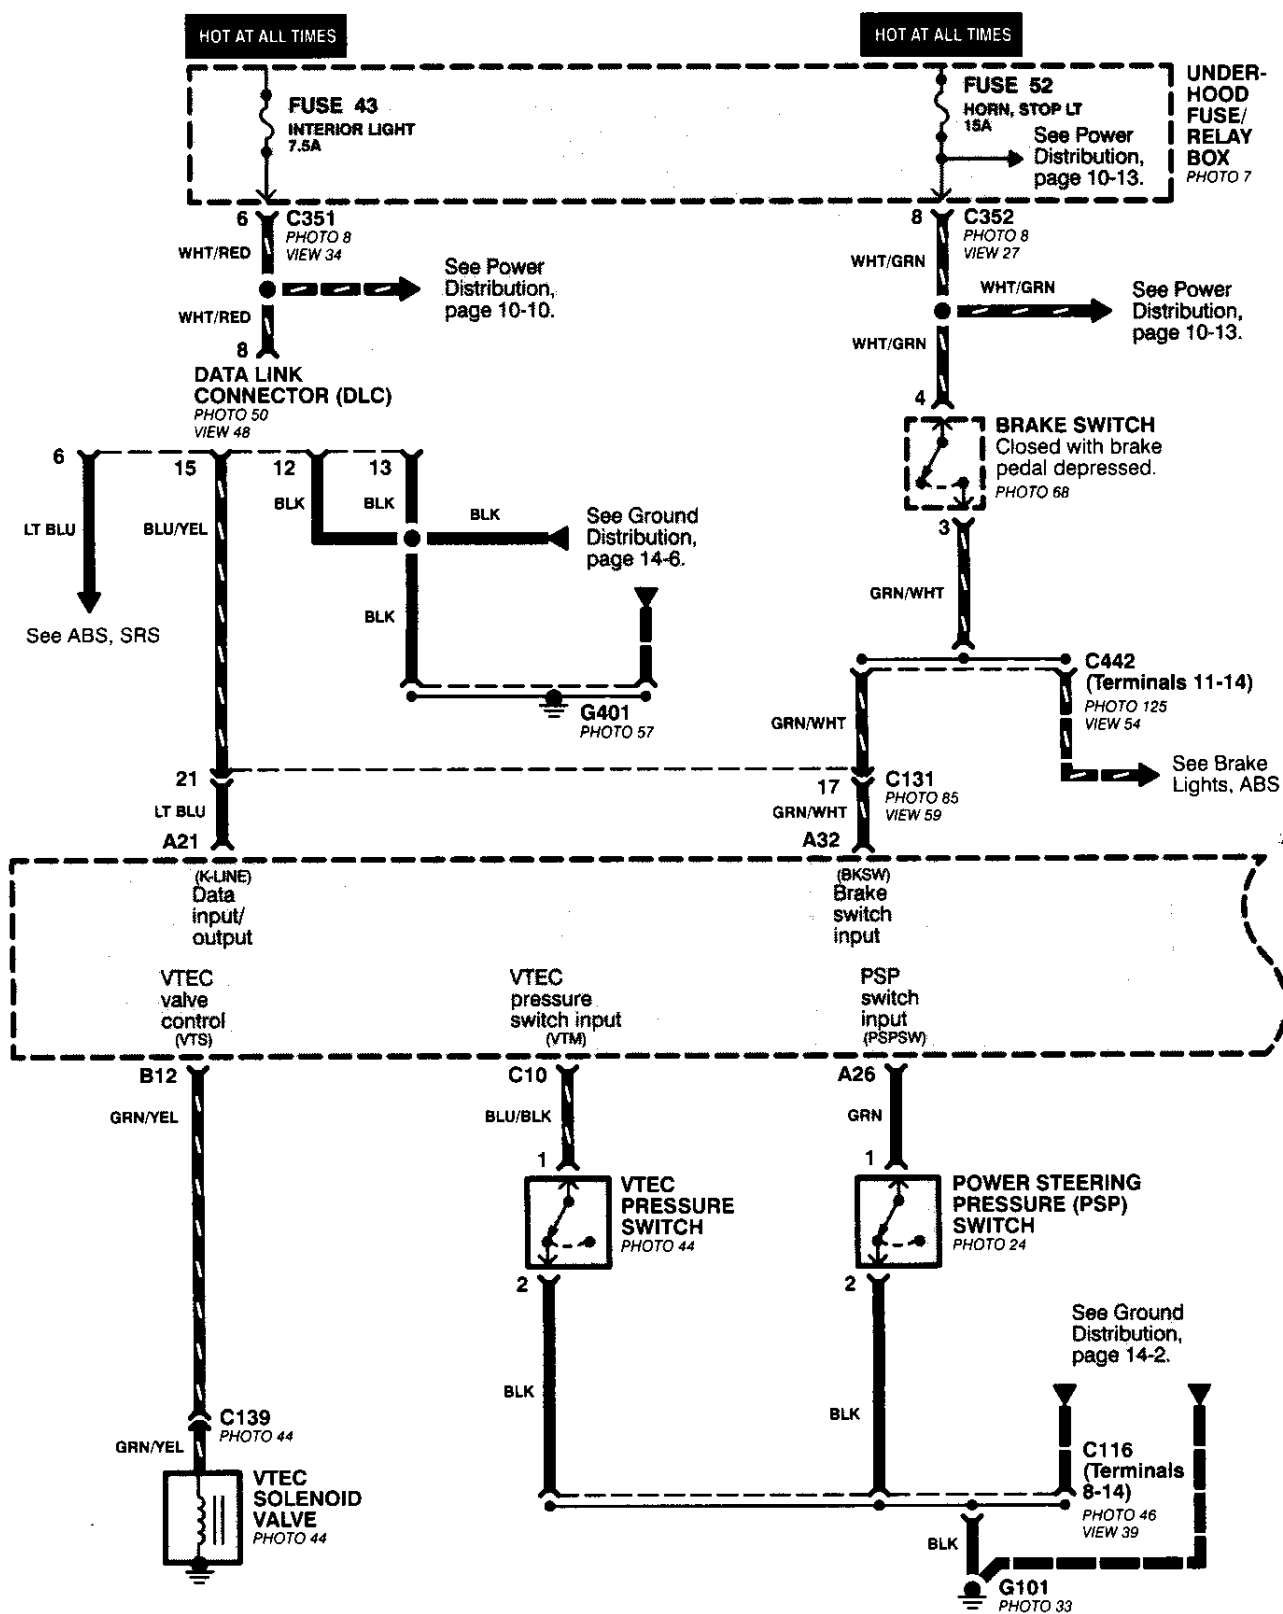 HOT AT ALL TIMES
HOT AT ALL TIMES
FUSE 43
INTERIOR LIGHT
7.5A
FUSE 52
HORN, STOP LT
15A
See Power
Distribution,
page 10-13.
UNDER-
HOOD
FUSE/
RELAY
BOX
PHOTO 7
6
C351
PHOTO 8
VIEW 34
WHT/RED
See Power
Distribution,
page 10-10.
WHT/RED
8
DATA LINK
CONNECTOR (DLC)
PHOTO 50
VIEW 48
8
C352
PHOTO 8
VIEW 27
WHT/GRN
WHT/GRN
See Power
Distribution,
page 10-13.
WHT/GRN
4
BRAKE SWITCH
Closed with brake
pedal depressed.
PHOTO 68
3
GRN/WHT
6
15
12
13
LT BLU
BLU/YEL
BLK
BLK
BLK
See Ground
Distribution,
page 14-6.
See ABS, SRS
BLK
G401
PHOTO 57
C442
(Terminals 11-14)
PHOTO 125
VIEW 54
GRN/WHT
See Brake
Lights, ABS
21
LT BLU
A21
17
C131
PHOTO 85
VIEW 59
GRN/WHT
A32
(K-LINE)
Data
input/
output
(BKSW)
Brake
switch
input
VTEC
valve
control
(VTS)
VTEC
pressure
switch input
(VTM)
PSP
switch
input
(PSPSW)
B12
GRN/YEL
C10
BLU/BLK
A26
GRN
1
VTEC
PRESSURE
SWITCH
PHOTO 44
2
1
POWER STEERING
PRESSURE (PSP)
SWITCH
PHOTO 24
2
See Ground
Distribution,
page 14-2.
BLK
BLK
C139
PHOTO 44
GRN/YEL
VTEC
SOLENOID
VALVE
PHOTO 44
C116
(Terminals
8-14)
PHOTO 46
VIEW 39
BLK
G101
PHOTO 33